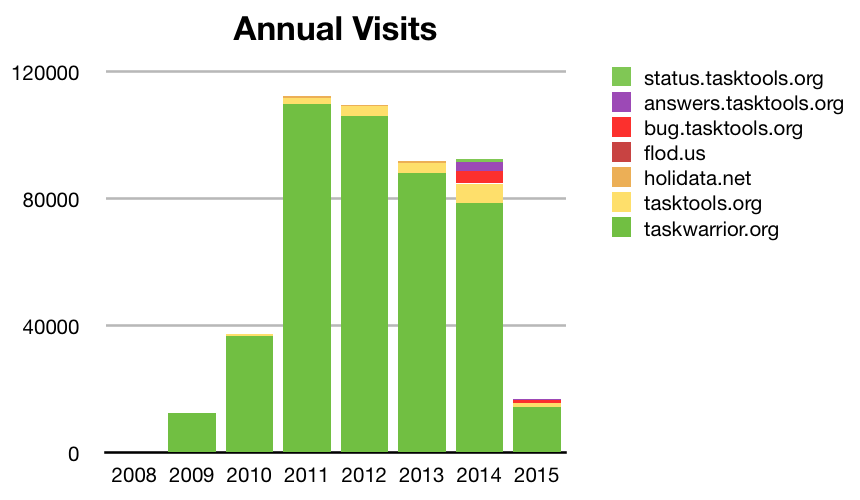 Annual Visits
120000
80000
40000
0
2008 2009 2010 2011 2012 2013 2014 2015
status.tasktools.org
answers.tasktools.org
bug.tasktools.org
flod.us
holidata.net
tasktools.org
taskwarrior.org